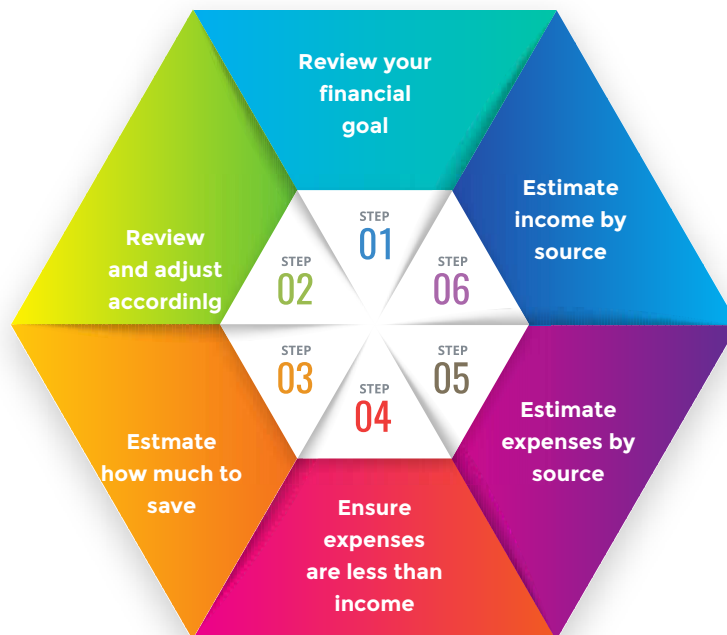 Review your
financial
goal
STEP
01
Review
and adjust
accordinlg
STEP
02
Estmate
how much to
save
STEP
03
Ensure
expenses
are less than
income
STEP
04
Estimate
expenses by
source
STEP
05
Estimate
income by
source
STEP
06